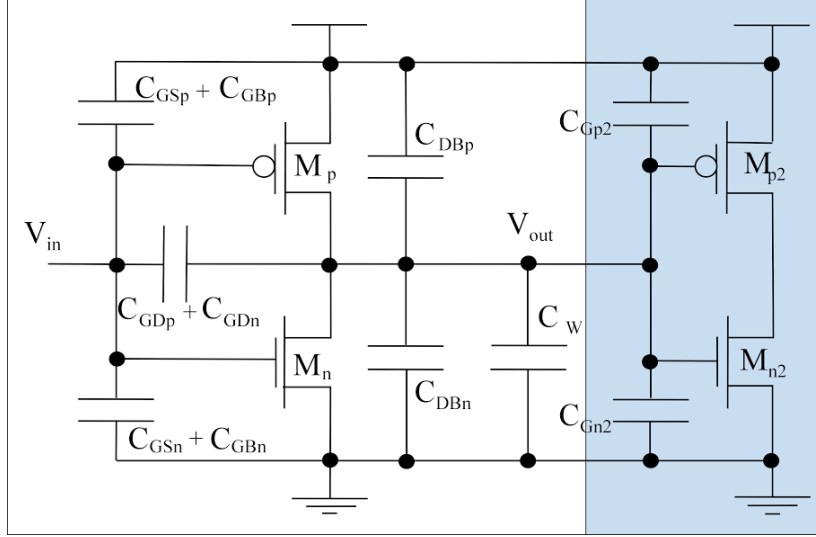 C_GSp + C_GBp
C_Gp2
C_DBp
M_p
M_p2
V_in
V_out
C_GDp + C_GDn
C_W
M_n
M_n2
C_DBn
C_Gn2
C_GSn + C_GBn